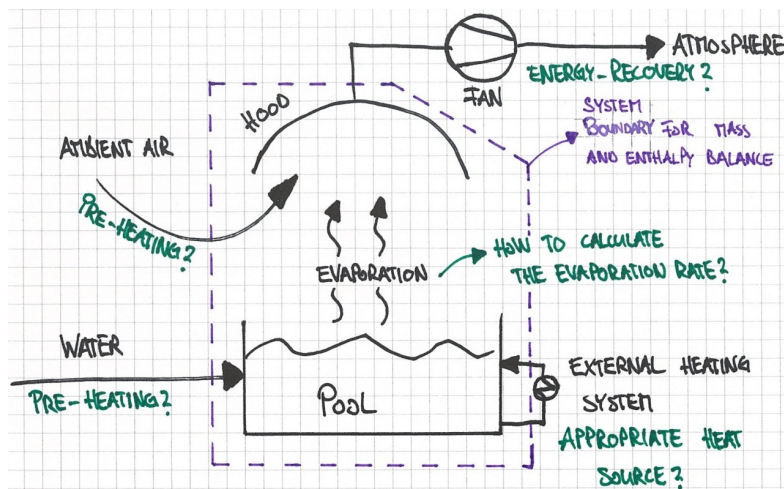 ATMOSPHERE
ENERGY-RECOVERY?
FAN
HOOD
SYSTEM
BOUNDARY FOR MASS
AND ENTHALPY BALANCE
AMBIENT AIR
PRE-HEATING?
EVAPORATION
HOW TO CALCULATE
THE EVAPORATION RATE?
WATER
PRE-HEATING?
POOL
EXTERNAL HEATING
SYSTEM
APPROPRIATE HEAT
SOURCE?